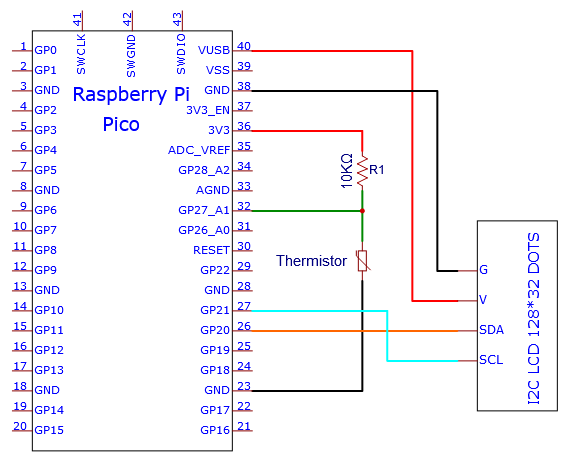 41 42 43
SWCLK SWGND SWDIO
Raspberry Pi
Pico
1 GP0 VUSB 40
2 GP1 VSS 39
3 GND GND 38
4 GP2 3V3_EN 37
5 GP3 3V3 36
6 GP4 ADC_VREF 35
7 GP5 GP28_A2 34
8 GND AGND 33
9 GP6 GP27_A1 32
10 GP7 GP26_A0 31
11 GP8 RESET 30
12 GP9 GP22 29
13 GND GND 28
14 GP10 GP21 27
15 GP11 GP20 26
16 GP12 GP19 25
17 GP13 GP18 24
18 GND GND 23
19 GP14 GP17 22
20 GP15 GP16 21
10KΩ
R1
Thermistor
G
V
SDA
SCL
I2C LCD 128*32 DOTS